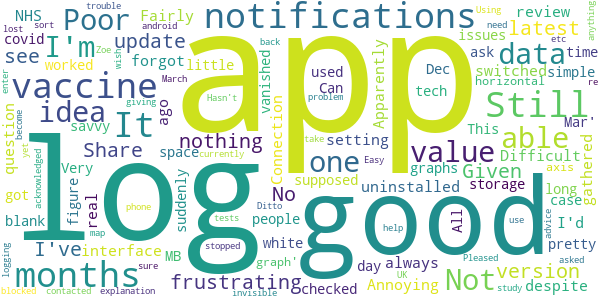 lost sort android
trouble
NHS
Poor
Fairly
notifications
Using
need
etc
anything
review
latest
covid
Zoe
wish
see
I'm
update
back
vanished
Apparently
issues
time
worked
forgot
app
ask
data
vaccine
March
little
used
Can
Dec
tech
switched
simple
horizontal
re
enter
yet
become
idea
It
ago
giving
Hasn't
problem
nothing
Connection
setting
This
Still
question
savvy
Share
space
currently
take
Easy
one
value
able
Mar'
acknowledged
Very
supposed
graphs
Given
Difficult
axis
gathered
log
good
got
figure
real
suddenly
No
uninstalled
storage
long
blank
map
phone
tests
Ditto
people
help
All
I'd
case
I've
interface
MB
stopped
white
day
always
use
advice
pretty
logging
months
sure
graph'
UK
Annoying
Not
version
Pleased
asked
frustrating
checked
study
despite
blocked
contacted
explanation
invisible